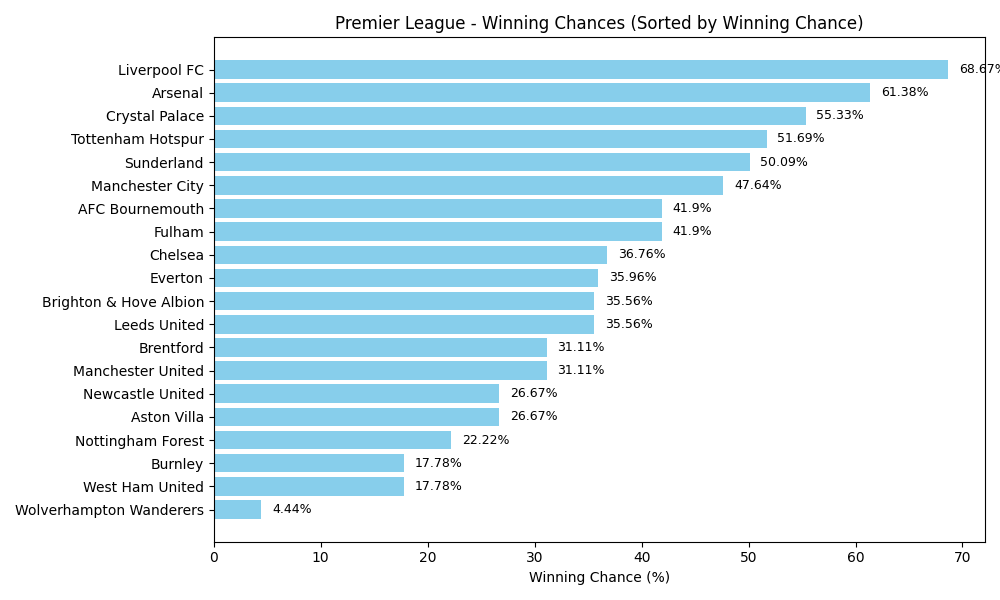 Premier League - Winning Chances (Sorted by Winning Chance)
Liverpool FC 68.67%
Arsenal 61.38%
Crystal Palace 55.33%
Tottenham Hotspur 51.69%
Sunderland 50.09%
Manchester City 47.64%
AFC Bournemouth 41.9%
Fulham 41.9%
Chelsea 36.76%
Everton 35.96%
Brighton & Hove Albion 35.56%
Leeds United 35.56%
Brentford 31.11%
Manchester United 31.11%
Newcastle United 26.67%
Aston Villa 26.67%
Nottingham Forest 22.22%
Burnley 17.78%
West Ham United 17.78%
Wolverhampton Wanderers 4.44%
0 10 20 30 40 50 60 70
Winning Chance (%)